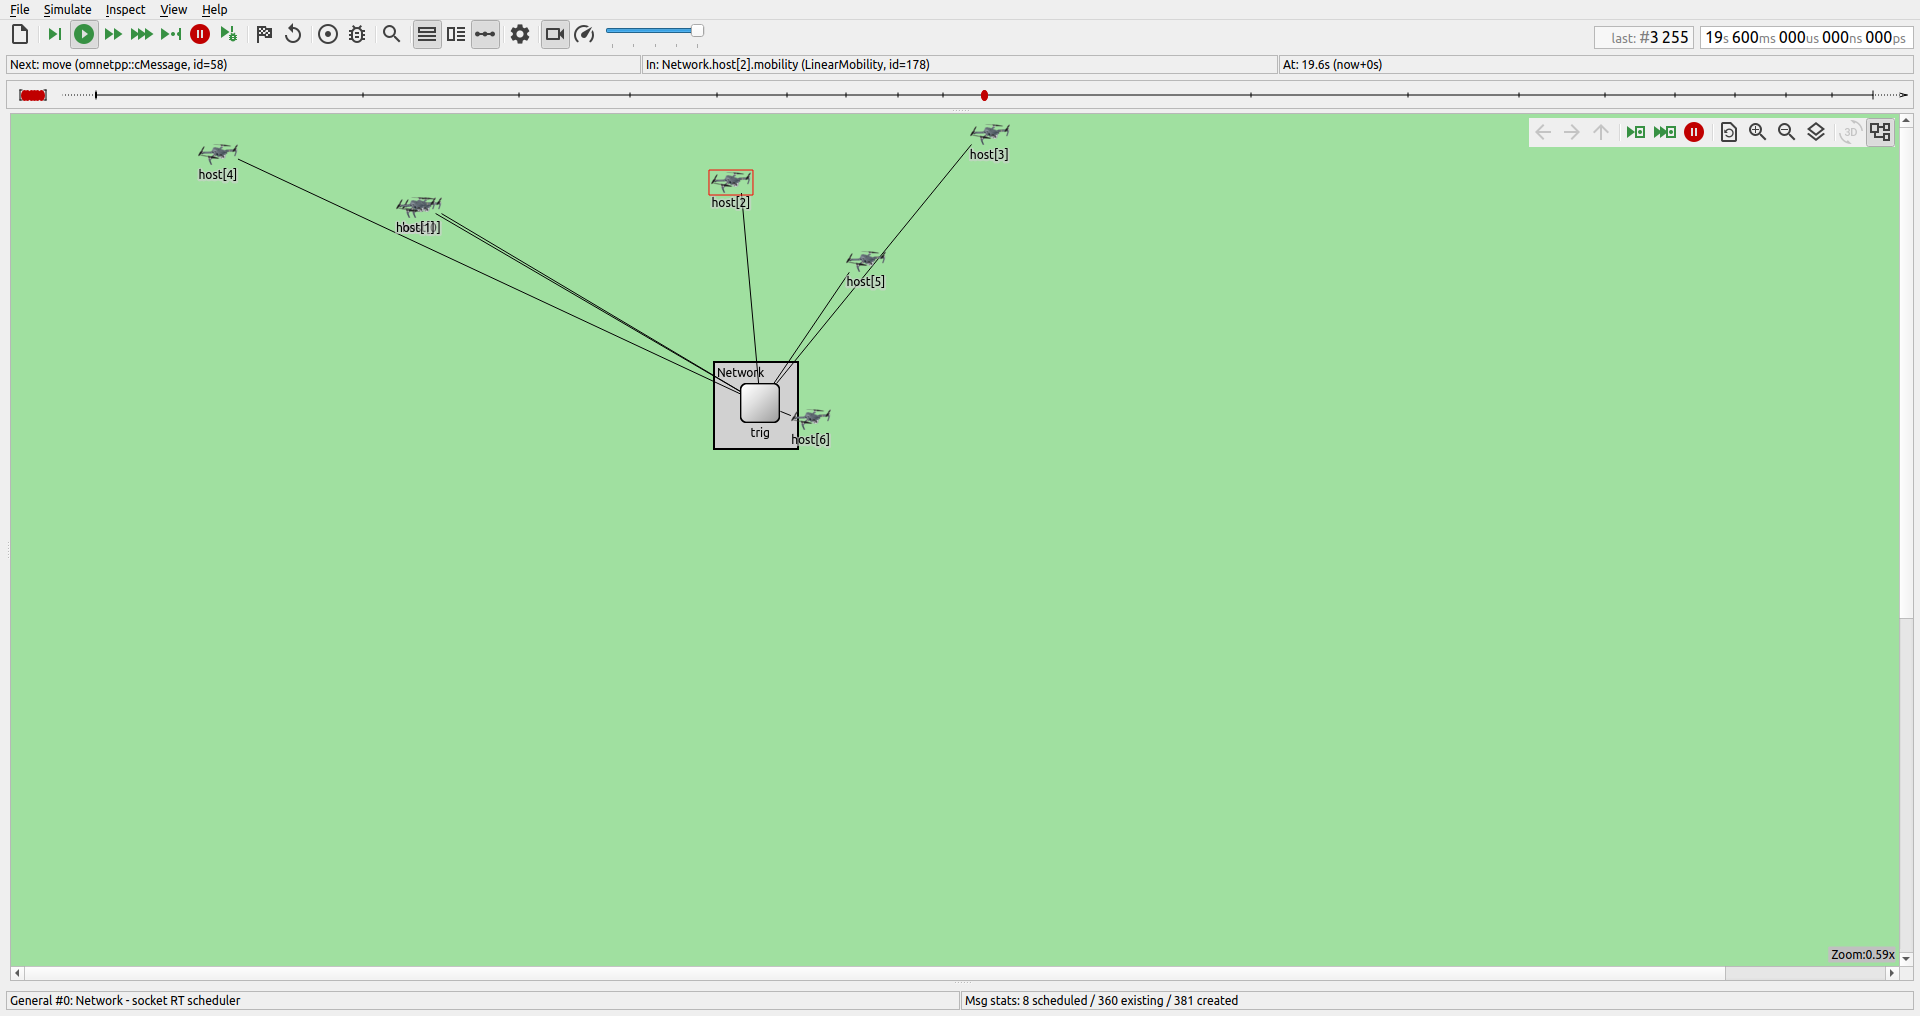 File Simulate Inspect View Help
last: #3 255
19s 600ms 000us 000ns 000ps
Next: move (omnetpp::cMessage, id=58)
In: Network.host[2].mobility (LinearMobility, id=178)
At: 19.6s (now+0s)
host[3]
3D
host[4]
host[2]
host[1]
host[5]
Network
trig
host[6]
Zoom:0.59x
General #0: Network - socket RT scheduler
Msg stats: 8 scheduled / 360 existing / 381 created